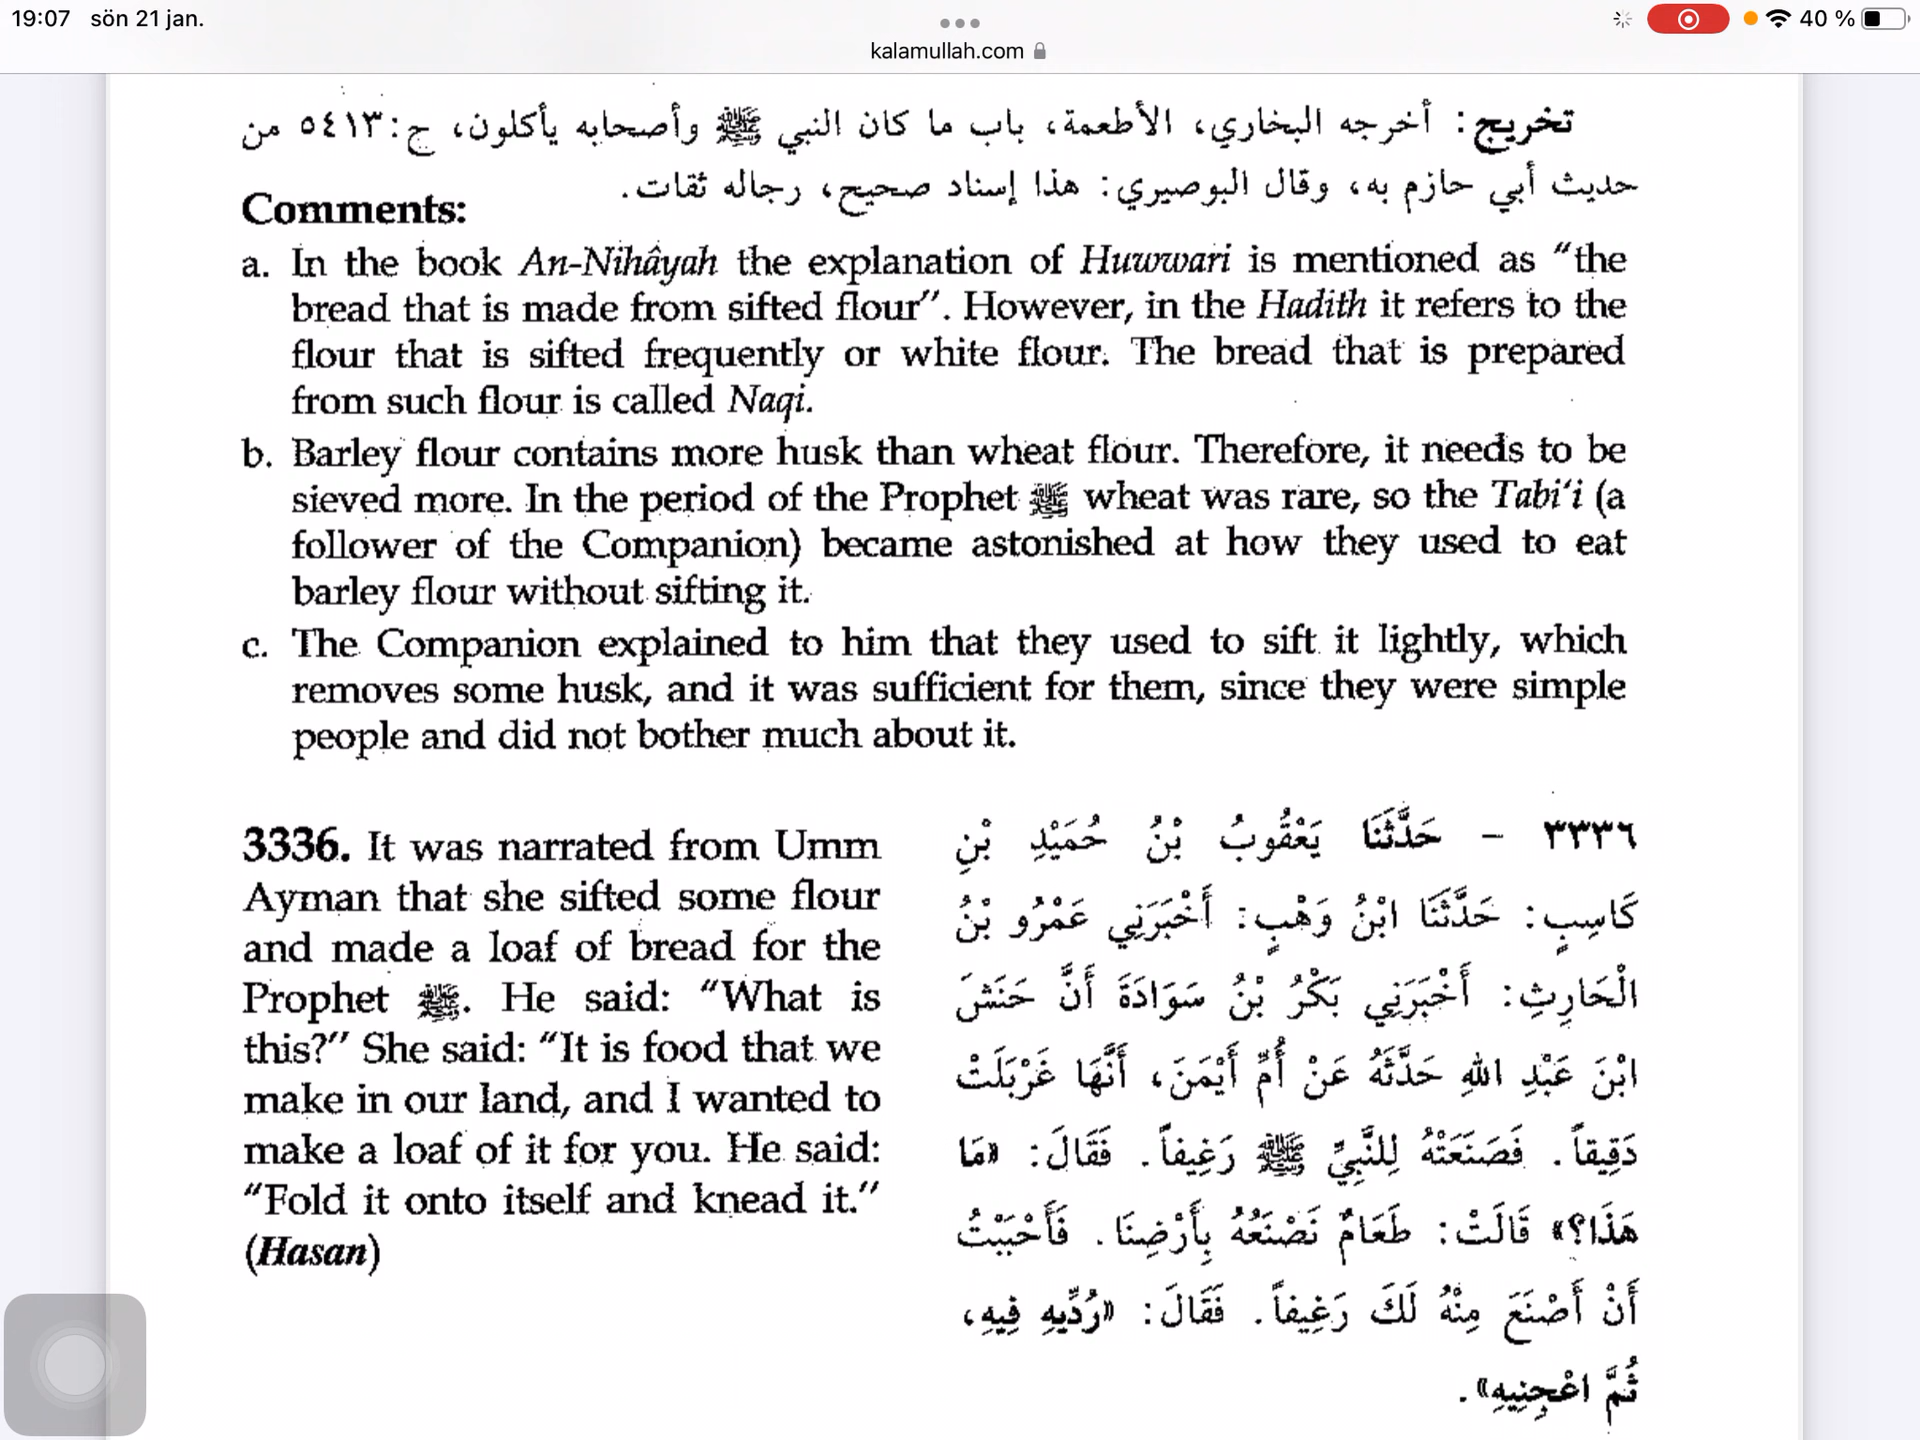 19:07 sön 21 jan.
40 %
kalamullah.com
تخريج: أخرجه البخاري، الأطعمة، باب ما كان النبي ﷺ وأصحابه يأكلون، ح:٥٤١٣ من
حديث أبي حازم به، وقال البوصيري: هذا إسناد صحيح، رجاله ثقات.
Comments:
a. In the book An-Nihâyah the explanation of Huwwari is mentioned as “the
bread that is made from sifted flour”. However, in the Hadith it refers to the
flour that is sifted frequently or white flour. The bread that is prepared
from such flour is called Naqi.
b. Barley flour contains more husk than wheat flour. Therefore, it needs to be
sieved more. In the period of the Prophet ﷺ wheat was rare, so the Tabi‘i (a
follower of the Companion) became astonished at how they used to eat
barley flour without sifting it.
c. The Companion explained to him that they used to sift it lightly, which
removes some husk, and it was sufficient for them, since they were simple
people and did not bother much about it.
3336. It was narrated from Umm
Ayman that she sifted some flour
and made a loaf of bread for the
Prophet ﷺ. He said: “What is
this?” She said: “It is food that we
make in our land, and I wanted to
make a loaf of it for you. He said:
“Fold it onto itself and knead it.”
(Hasan)
٣٣٣٦ – حَدَّثَنَا يَعْقُوبُ بْنُ حُمَيْدِ بْنِ
كَاسِبٍ: حَدَّثَنَا ابْنُ وَهْبٍ: أَخْبَرَنِي عَمْرُو بْنُ
الْحَارِثِ: أَخْبَرَنِي بَكْرُ بْنُ سَوَادَةَ أَنَّ حَنَشَ
ابْنَ عَبْدِ اللهِ حَدَّثَهُ عَنْ أُمِّ أَيْمَنَ، أَنَّهَا غَرْبَلَتْ
دَقِيقاً. فَصَنَعَتْهُ لِلنَّبِيِّ ﷺ رَغِيفاً. فَقَالَ: «مَا
هَذَا؟» قَالَتْ: طَعَامٌ نَصْنَعُهُ بِأَرْضِنَا. فَأَحْبَبْتُ
أَنْ أَصْنَعَ مِنْهُ لَكَ رَغِيفاً. فَقَالَ: «رُدِّيهِ فِيهِ،
ثُمَّ اعْجِنِيهِ».